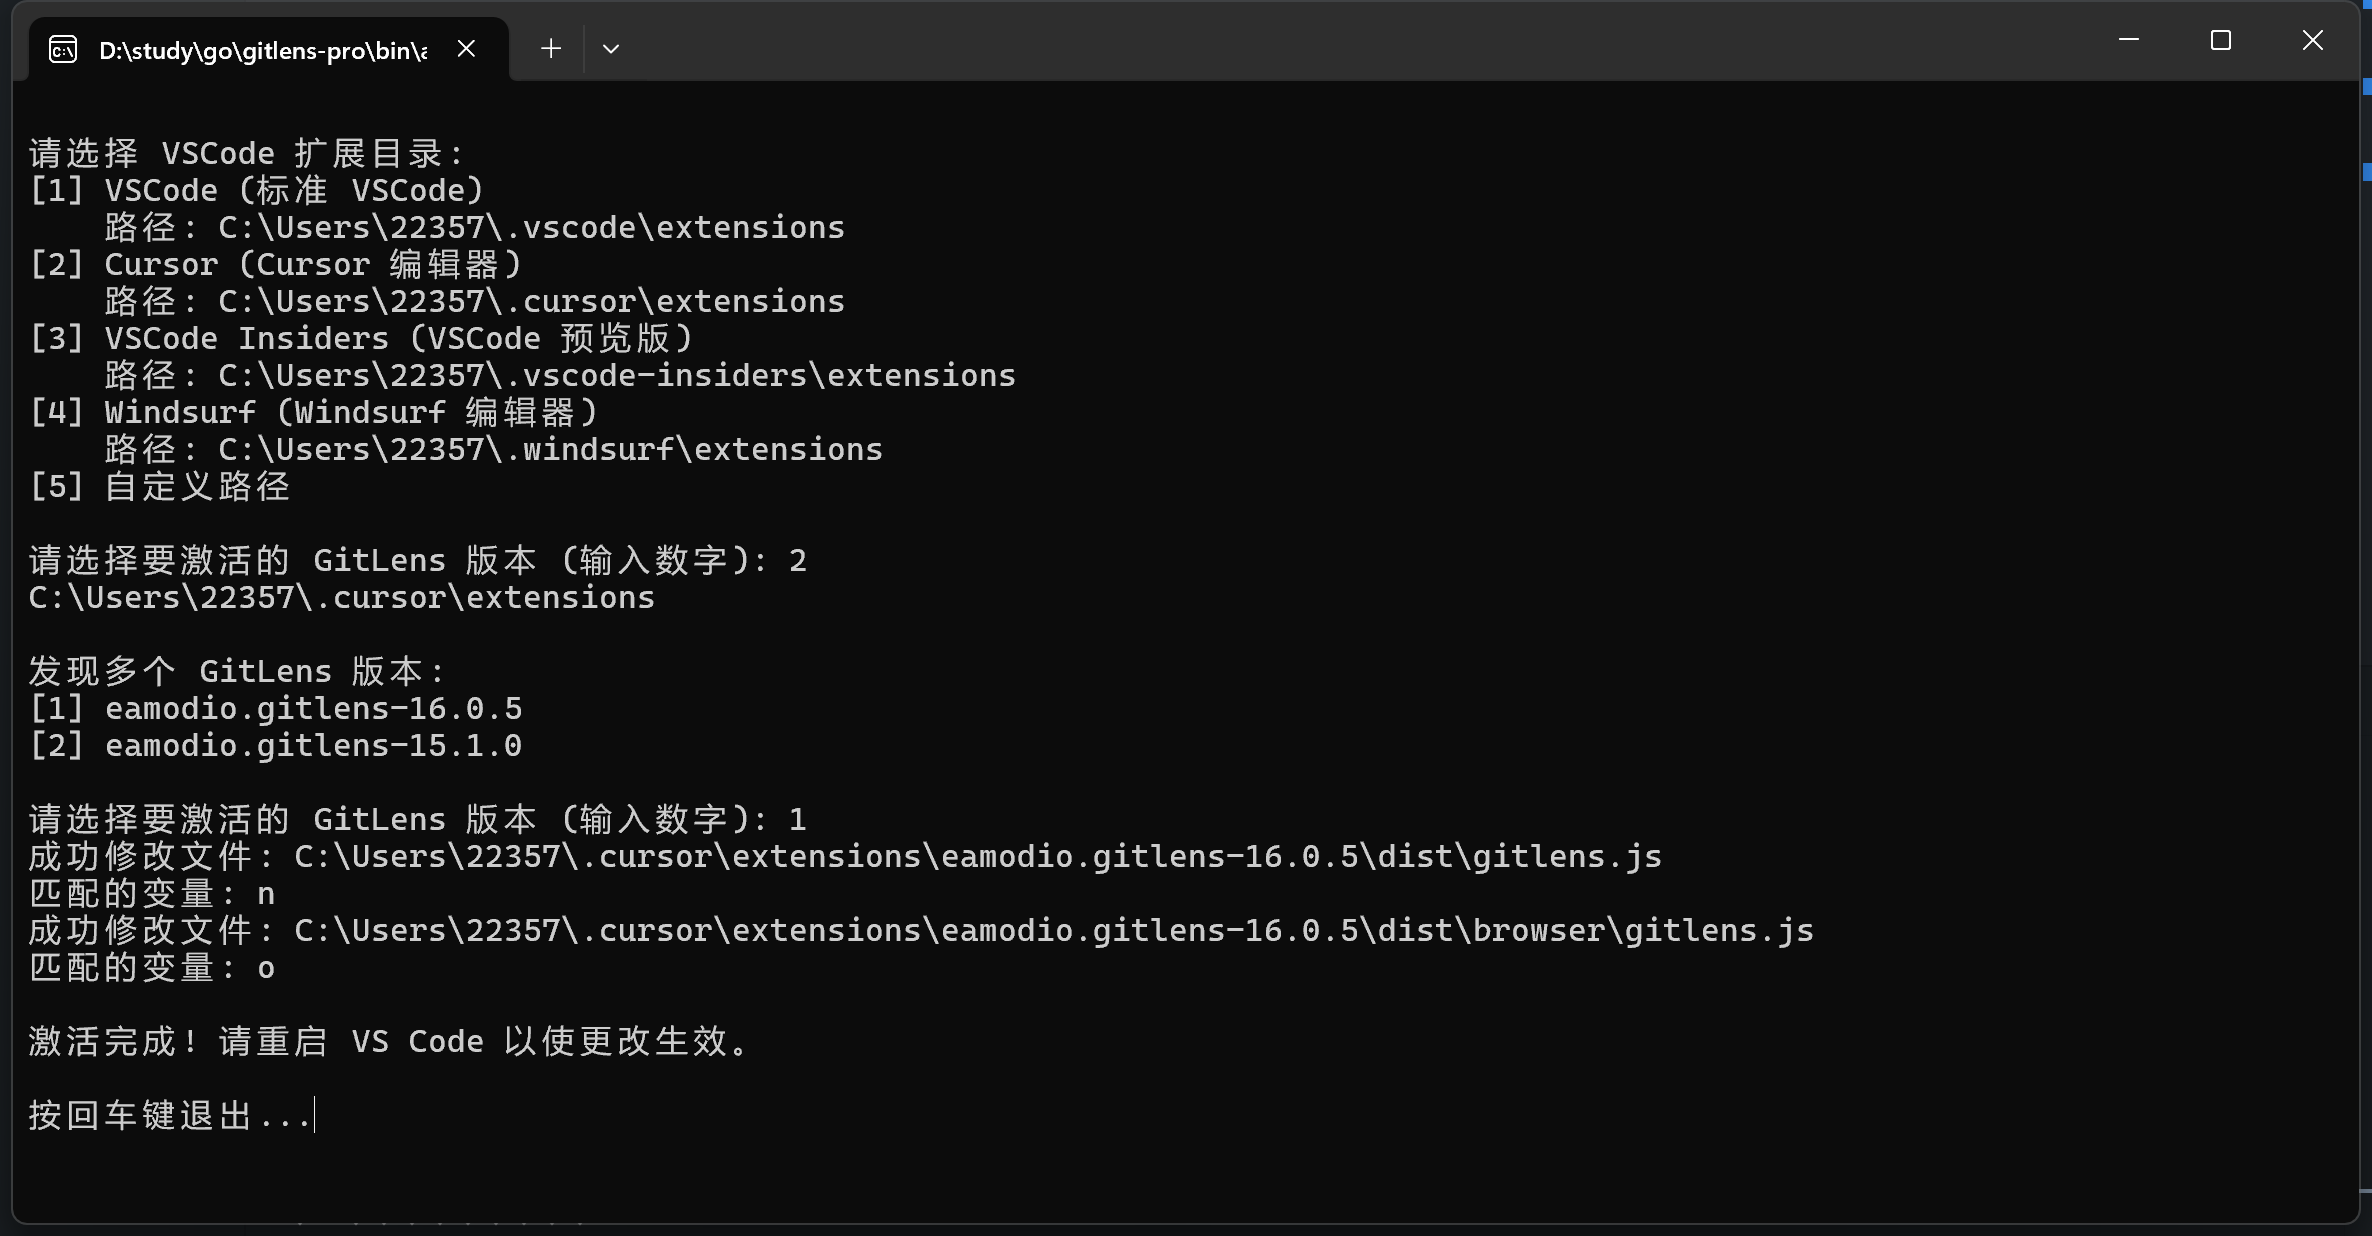 D:\study\go\gitlens-pro\bin\
请选择 VSCode 扩展目录:
[1] VSCode (标准 VSCode)
    路径: C:\Users\22357\.vscode\extensions
[2] Cursor (Cursor 编辑器)
    路径: C:\Users\22357\.cursor\extensions
[3] VSCode Insiders (VSCode 预览版)
    路径: C:\Users\22357\.vscode-insiders\extensions
[4] Windsurf (Windsurf 编辑器)
    路径: C:\Users\22357\.windsurf\extensions
[5] 自定义路径
请选择要激活的 GitLens 版本 (输入数字): 2
C:\Users\22357\.cursor\extensions
发现多个 GitLens 版本:
[1] eamodio.gitlens-16.0.5
[2] eamodio.gitlens-15.1.0
请选择要激活的 GitLens 版本 (输入数字): 1
成功修改文件: C:\Users\22357\.cursor\extensions\eamodio.gitlens-16.0.5\dist\gitlens.js
匹配的变量: n
成功修改文件: C:\Users\22357\.cursor\extensions\eamodio.gitlens-16.0.5\dist\browser\gitlens.js
匹配的变量: o
激活完成! 请重启 VS Code 以使更改生效。
按回车键退出...